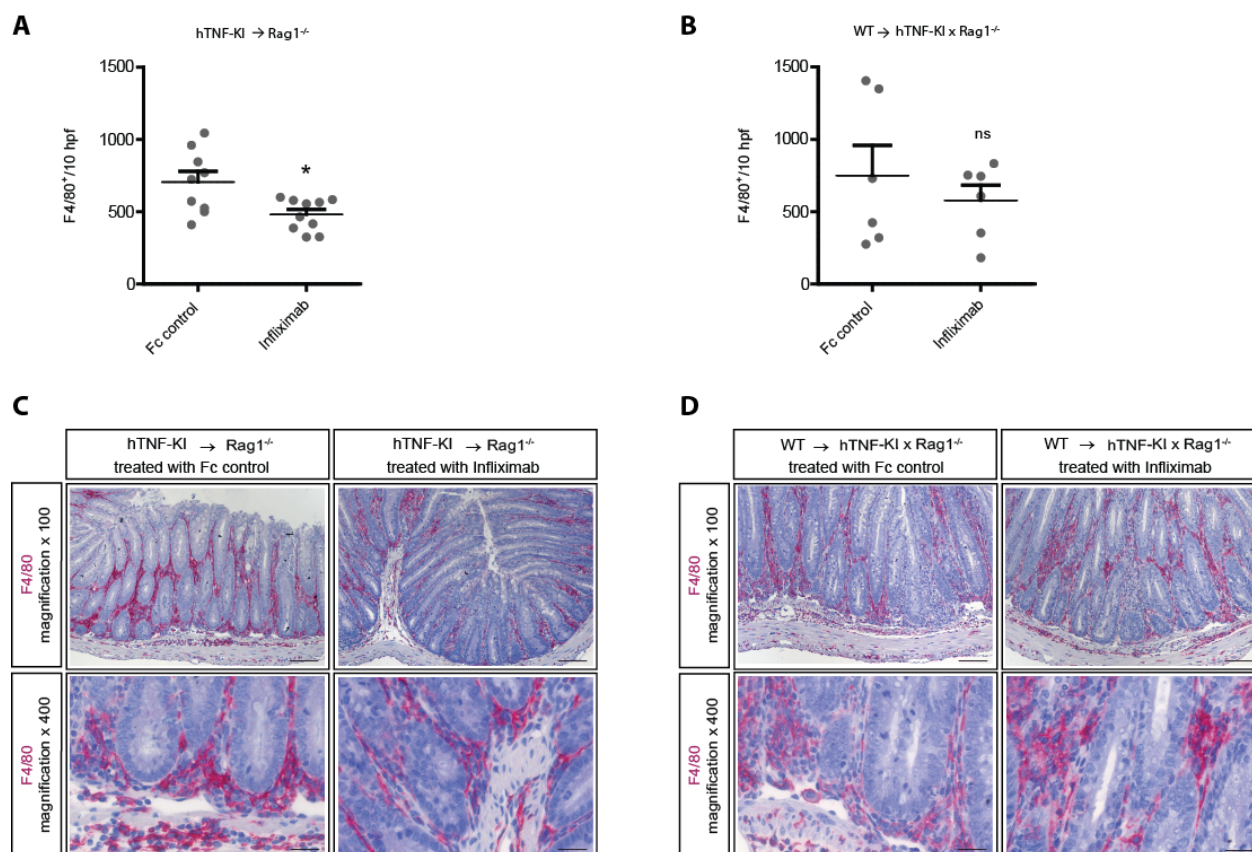 A
hTNF-KI → Rag1-/-
F4/80+/10 hpf
1500
1000
500
0
*
Fc control
Infliximab
B
WT → hTNF-KI x Rag1-/-
F4/80+/10 hpf
1500
1000
500
0
ns
Fc control
Infliximab
C
hTNF-KI → Rag1-/-
treated with Fc control
hTNF-KI → Rag1-/-
treated with Infliximab
F4/80
magnification x 100
F4/80
magnification x 400
D
WT → hTNF-KI x Rag1-/-
treated with Fc control
WT → hTNF-KI x Rag1-/-
treated with Infliximab
F4/80
magnification x 100
F4/80
magnification x 400